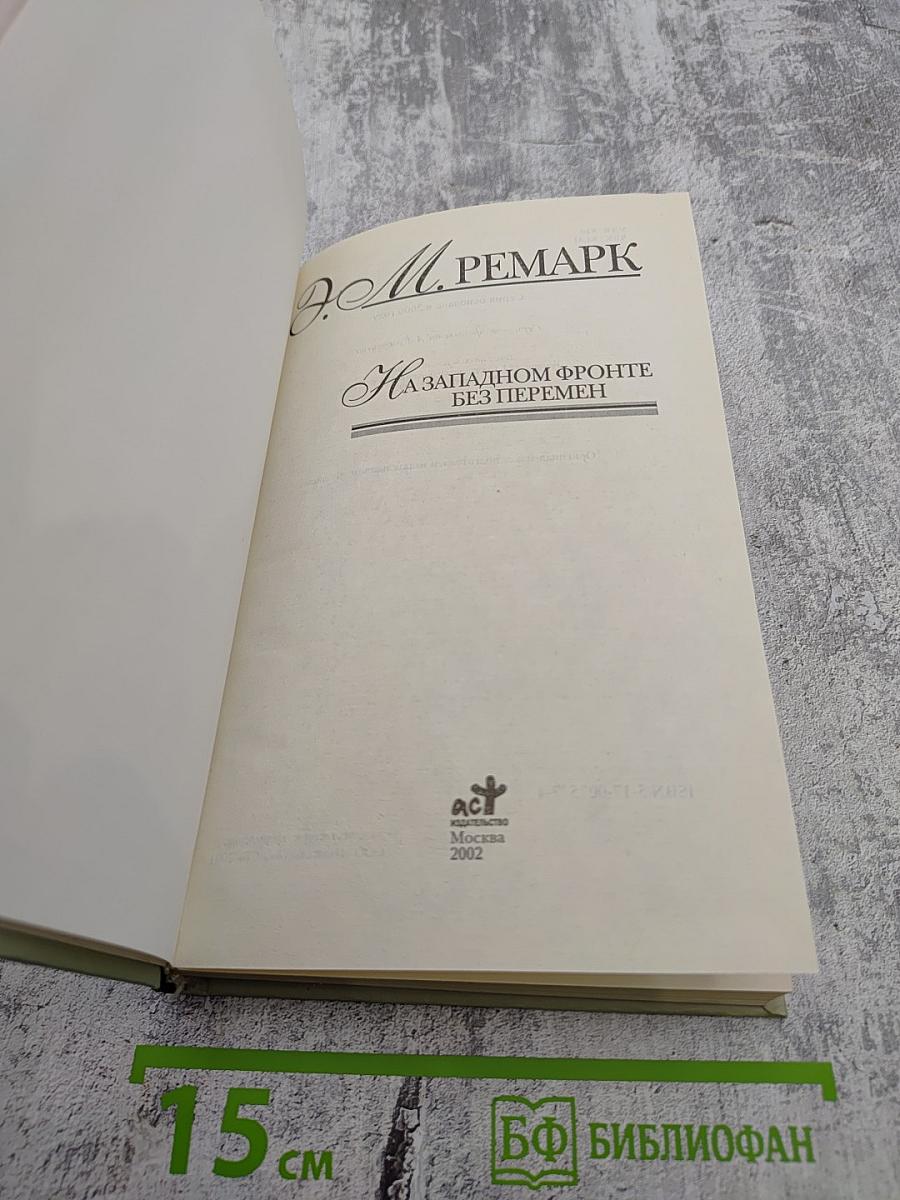 Э. М. РЕМАРК
НА ЗАПАДНОМ ФРОНТЕ
БЕЗ ПЕРЕМЕН
аст
ИЗДАТЕЛЬСТВО
Москва
2002
15 см
БФ БИБЛИОФАН